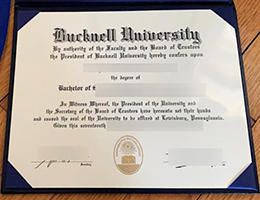 Bucknell University
By authority of the Faculty and the Board of Trustees
the President of Bucknell University hereby confers upon
the degree of
Bachelor of
In Witness Whereof, the President of the University and
the Secretary of the Board of Trustees have hereunto set their hands
and caused the seal of the University to be affixed at Lewisburg, Pennsylvania.
Given this seventeenth